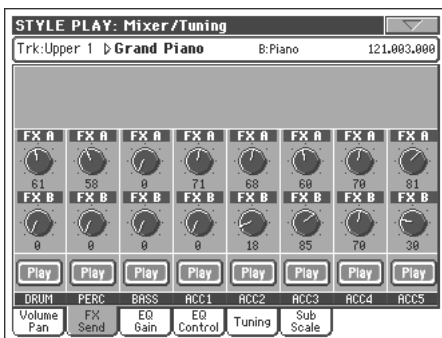 STYLE PLAY: Mixer/Tuning
Trk:Upper 1 ▷Grand Piano B:Piano 121.003.000
FX A FX A FX A FX A FX A FX A FX A FX A
61 58 0 71 68 60 70 81
FX B FX B FX B FX B FX B FX B FX B FX B
0 0 0 0 18 85 70 30
Play Play Play Play Play Play Play Play
DRUM PERC BASS ACC1 ACC2 ACC3 ACC4 ACC5
Volume Pan FX Send EQ Gain EQ Control Tuning Sub Scale